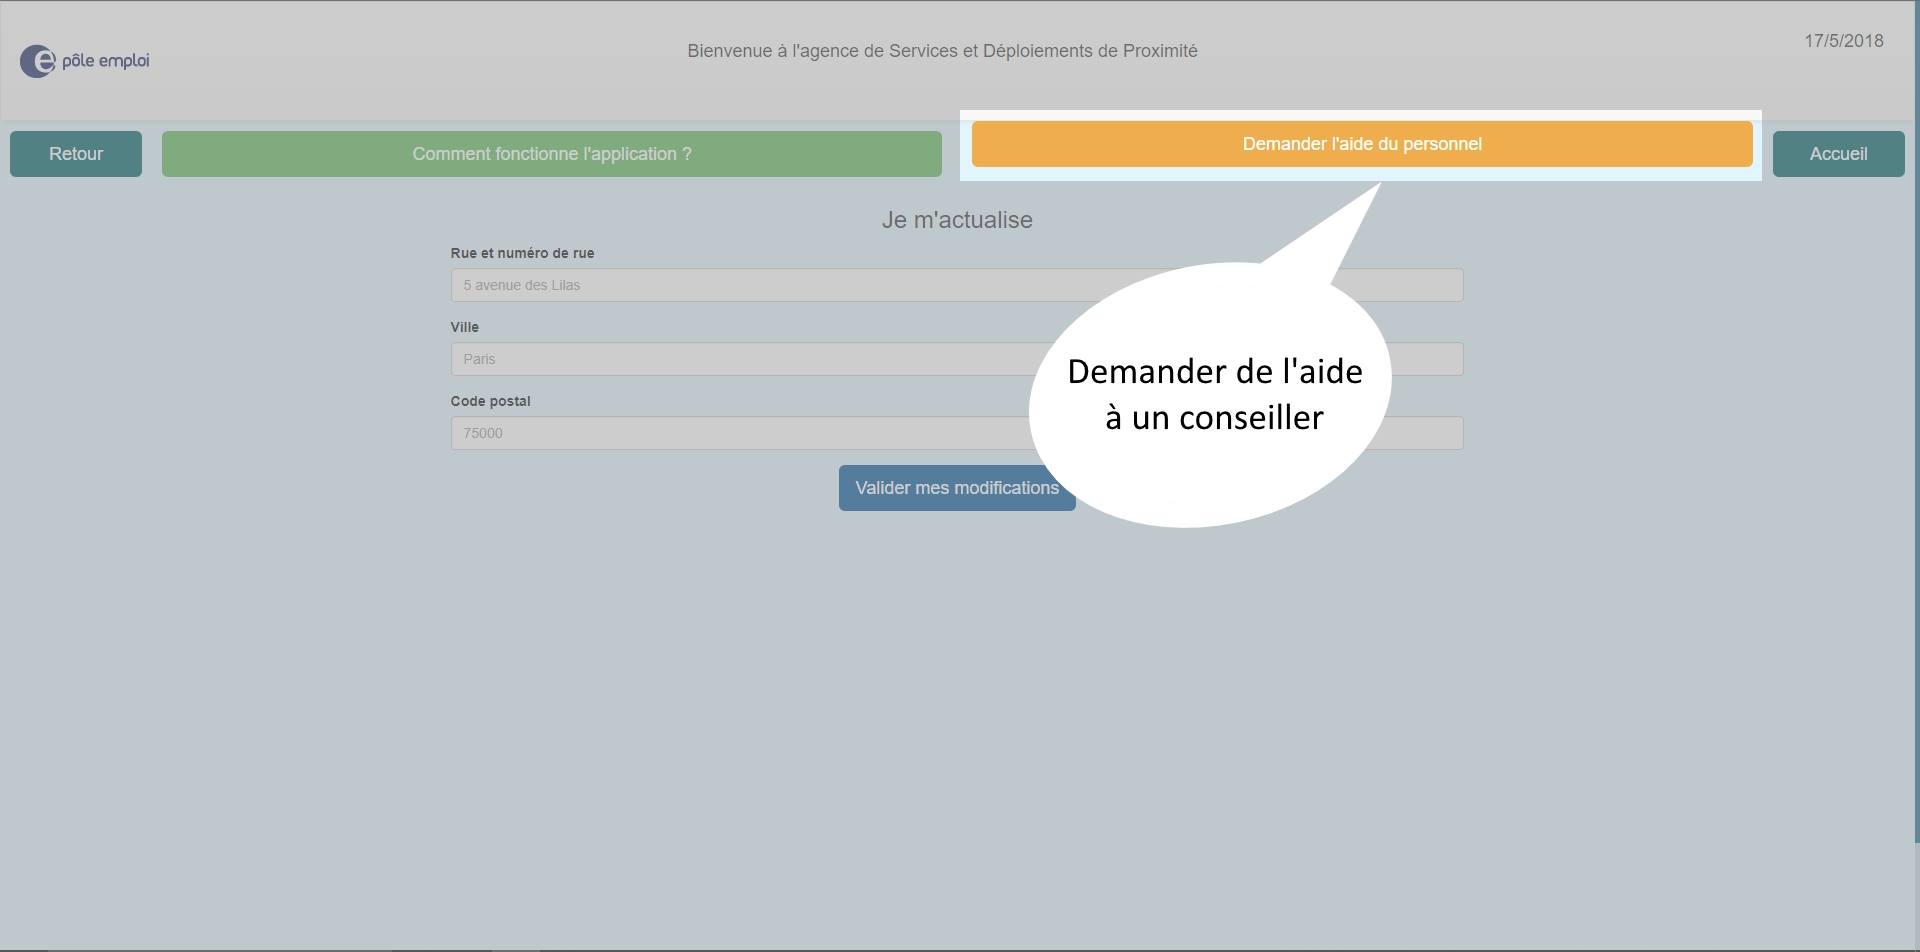 pôle emploi
Bienvenue à l'agence de Services et Déploiements de Proximité
17/5/2018
Retour
Comment fonctionne l'application ?
Demander l'aide du personnel
Accueil
Je m'actualise
Rue et numéro de rue
5 avenue des Lilas
Ville
Paris
Code postal
75000
Valider mes modifications
Demander de l'aide
à un conseiller